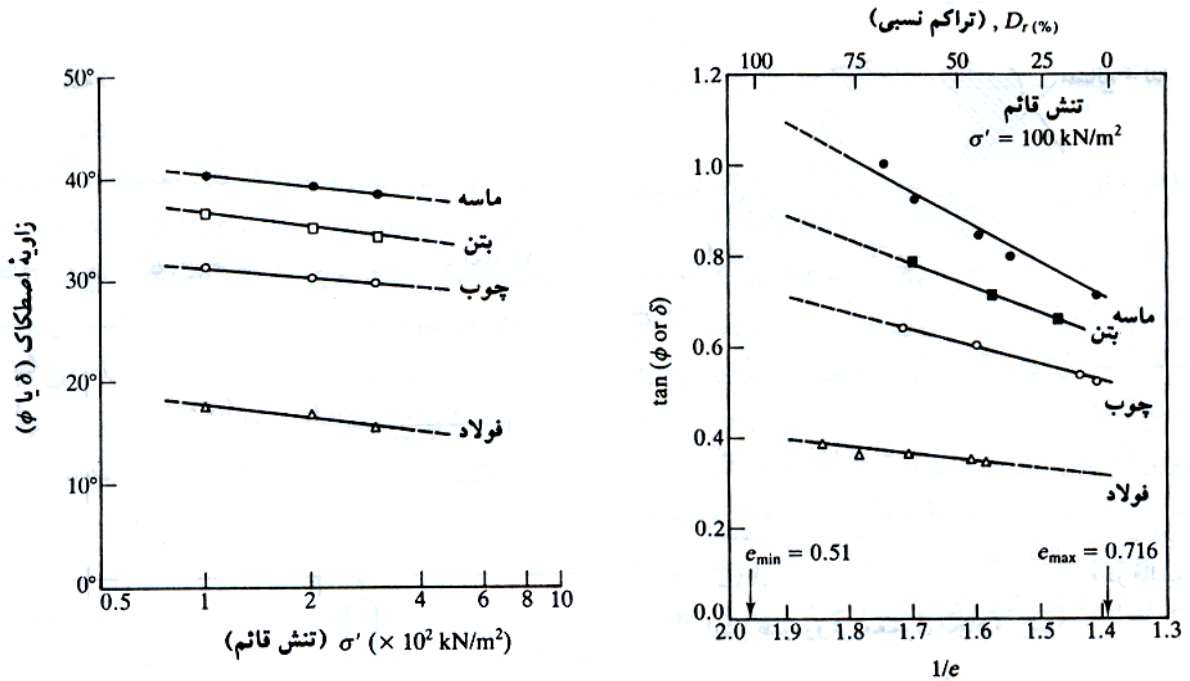 50°
40°
30°
20°
10°
0°
زاویهٔ اصطکاک (δ یا φ)
ماسه
بتن
چوب
فولاد
0.5 1 2 4 6 8 10
(تنش قائم) σ′ (× 10² kN/m²)
(تراکم نسبی) , D_r (%)
100 75 50 25 0
1.2
1.0
0.8
0.6
0.4
0.2
0.0
tan (φ or δ)
تنش قائم
σ′ = 100 kN/m²
ماسه
بتن
چوب
فولاد
e_min = 0.51
e_max = 0.716
2.0 1.9 1.8 1.7 1.6 1.5 1.4 1.3
1/e